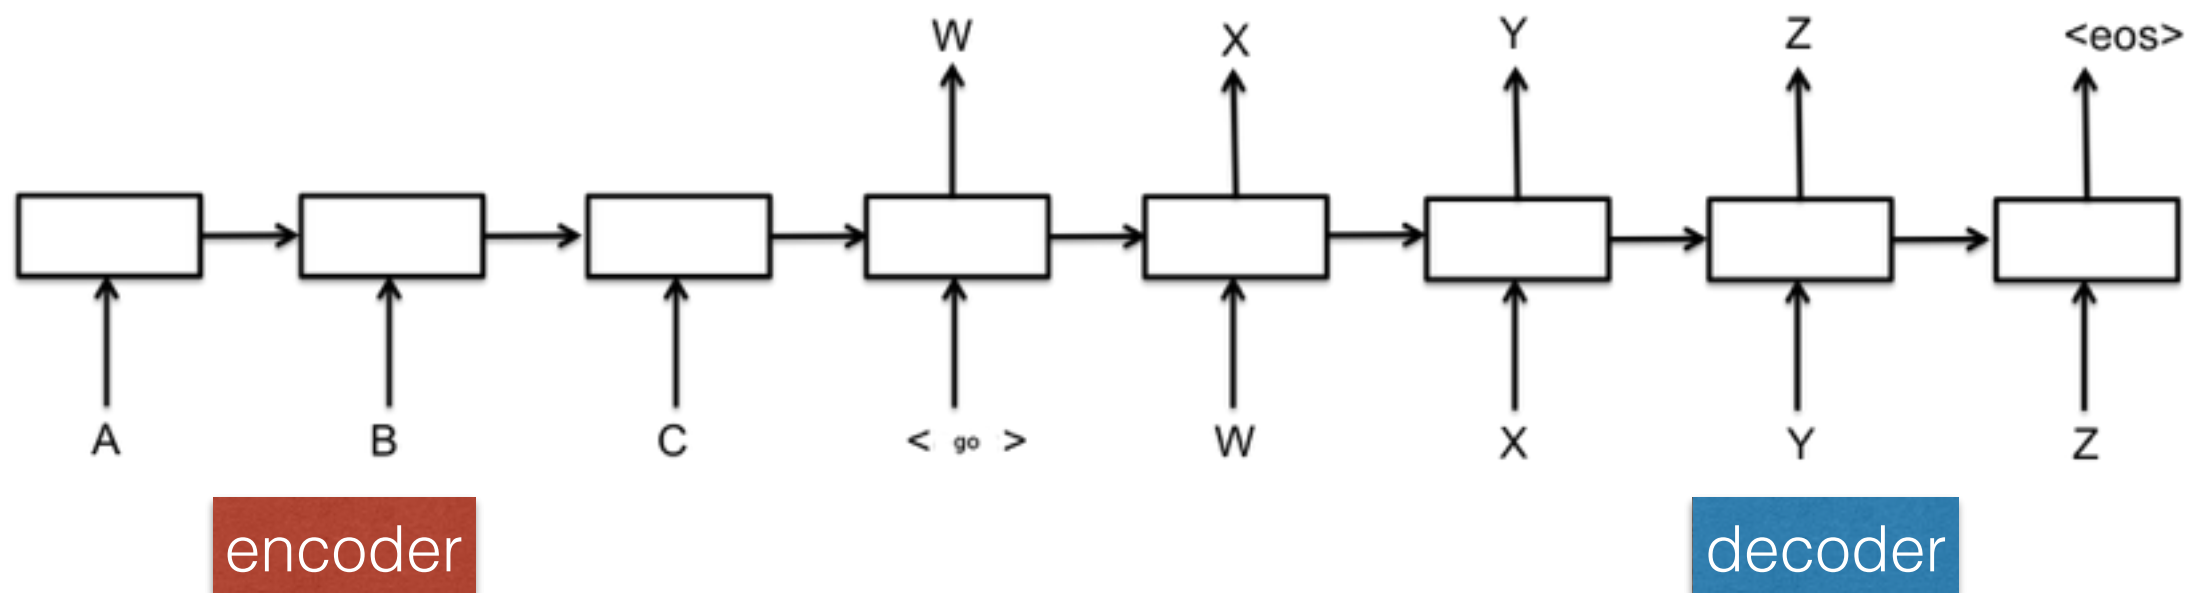 W X Y Z <eos>
A B C < go > W X Y Z
encoder decoder